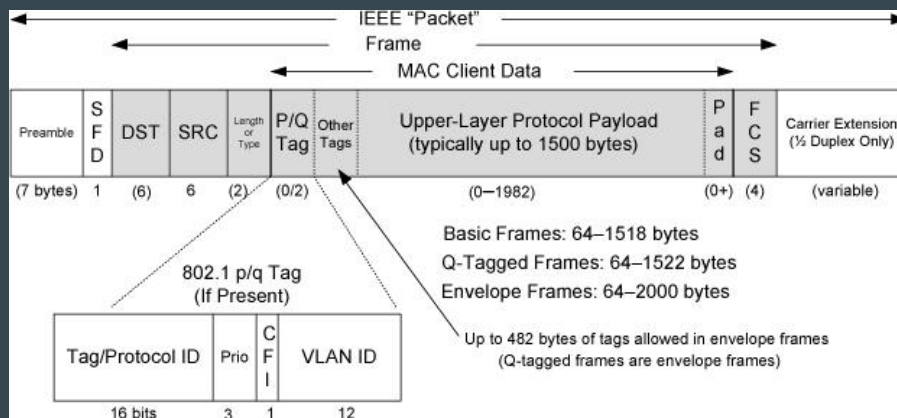 IEEE “Packet”
Frame
MAC Client Data
Preamble
S
F
D
DST
SRC
Length
or
Type
P/Q
Tag
Other
Tags
Upper-Layer Protocol Payload
(typically up to 1500 bytes)
P
a
d
F
C
S
Carrier Extension
(½ Duplex Only)
(7 bytes) 1 (6) 6 (2) (0/2) (0–1982) (0+) (4) (variable)
Basic Frames: 64–1518 bytes
Q-Tagged Frames: 64–1522 bytes
Envelope Frames: 64–2000 bytes
802.1 p/q Tag
(If Present)
Up to 482 bytes of tags allowed in envelope frames
(Q-tagged frames are envelope frames)
Tag/Protocol ID
Prio
C
F
I
VLAN ID
16 bits 3 1 12